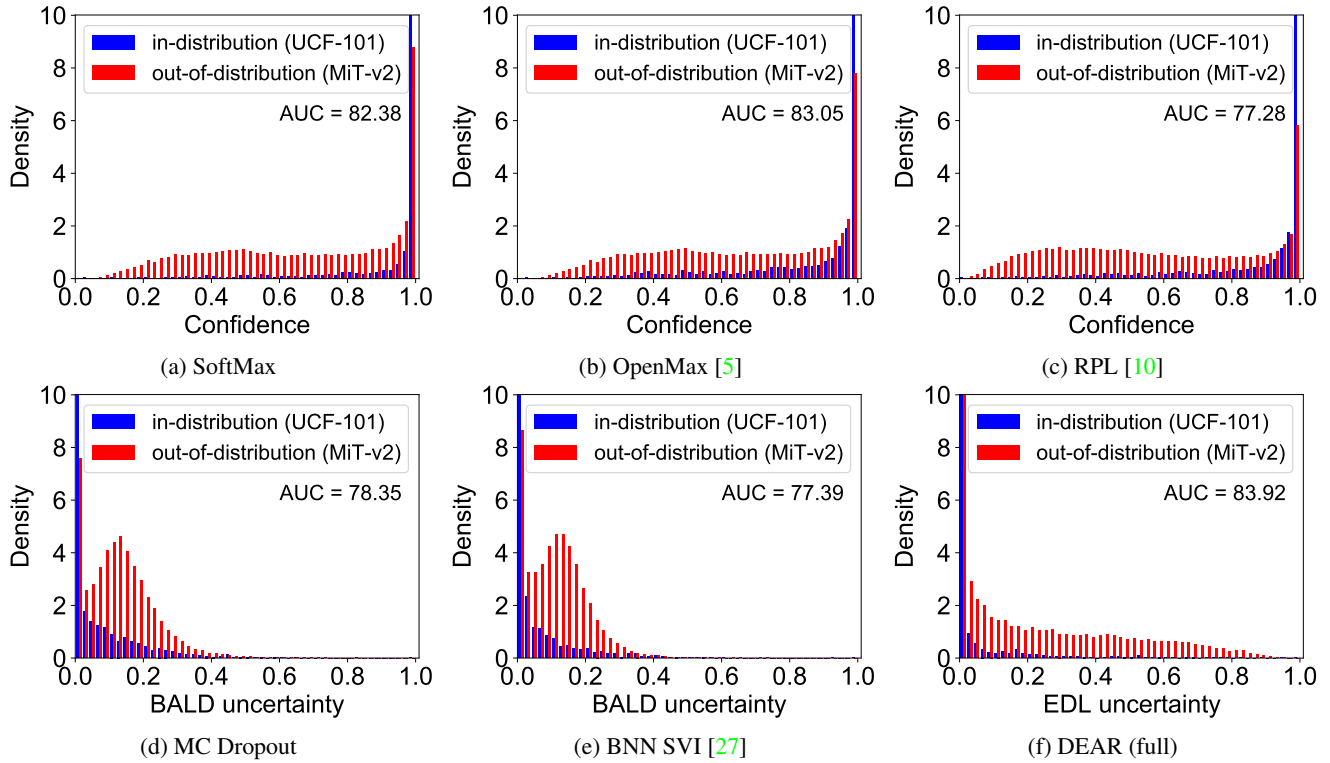 10
8
6
4
2
0
Density
in-distribution (UCF-101)
out-of-distribution (MiT-v2)
AUC = 82.38
0.0 0.2 0.4 0.6 0.8 1.0
Confidence
(a) SoftMax
10
8
6
4
2
0
Density
in-distribution (UCF-101)
out-of-distribution (MiT-v2)
AUC = 83.05
0.0 0.2 0.4 0.6 0.8 1.0
Confidence
(b) OpenMax [5]
10
8
6
4
2
0
Density
in-distribution (UCF-101)
out-of-distribution (MiT-v2)
AUC = 77.28
0.0 0.2 0.4 0.6 0.8 1.0
Confidence
(c) RPL [10]
10
8
6
4
2
0
Density
in-distribution (UCF-101)
out-of-distribution (MiT-v2)
AUC = 78.35
0.0 0.2 0.4 0.6 0.8 1.0
BALD uncertainty
(d) MC Dropout
10
8
6
4
2
0
Density
in-distribution (UCF-101)
out-of-distribution (MiT-v2)
AUC = 77.39
0.0 0.2 0.4 0.6 0.8 1.0
BALD uncertainty
(e) BNN SVI [27]
10
8
6
4
2
0
Density
in-distribution (UCF-101)
out-of-distribution (MiT-v2)
AUC = 83.92
0.0 0.2 0.4 0.6 0.8 1.0
EDL uncertainty
(f) DEAR (full)